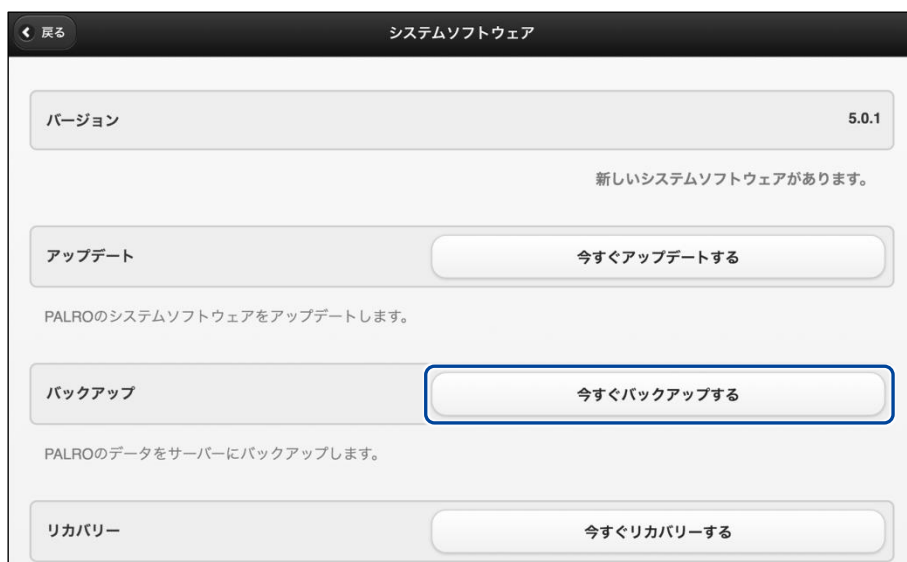 戻る
システムソフトウェア
バージョン
5.0.1
新しいシステムソフトウェアがあります。
アップデート
今すぐアップデートする
PALROのシステムソフトウェアをアップデートします。
バックアップ
今すぐバックアップする
PALROのデータをサーバーにバックアップします。
リカバリー
今すぐリカバリーする